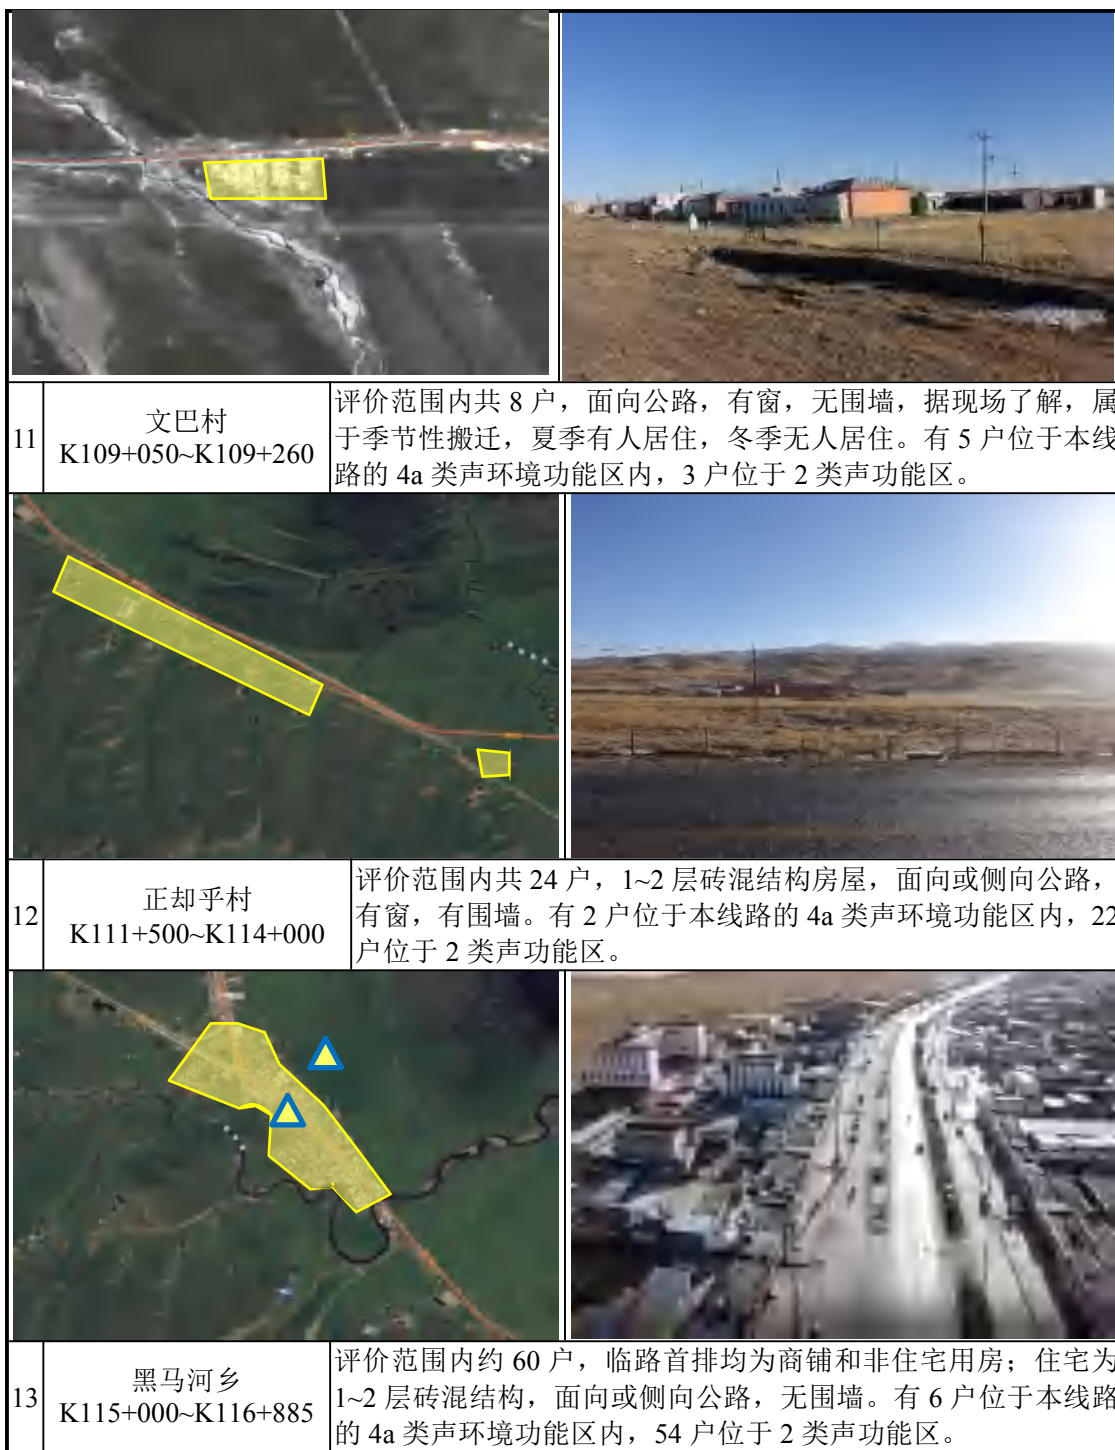 11
文巴村
K109+050~K109+260
评价范围内共 8 户，面向公路，有窗，无围墙，据现场了解，属
于季节性搬迁，夏季有人居住，冬季无人居住。有 5 户位于本线
路的 4a 类声环境功能区内，3 户位于 2 类声功能区。
12
正却乎村
K111+500~K114+000
评价范围内共 24 户，1~2 层砖混结构房屋，面向或侧向公路，
有窗，有围墙。有 2 户位于本线路的 4a 类声环境功能区内，22
户位于 2 类声功能区。
13
黑马河乡
K115+000~K116+885
评价范围内约 60 户，临路首排均为商铺和非住宅用房；住宅为
1~2 层砖混结构，面向或侧向公路，无围墙。有 6 户位于本线路
的 4a 类声环境功能区内，54 户位于 2 类声功能区。